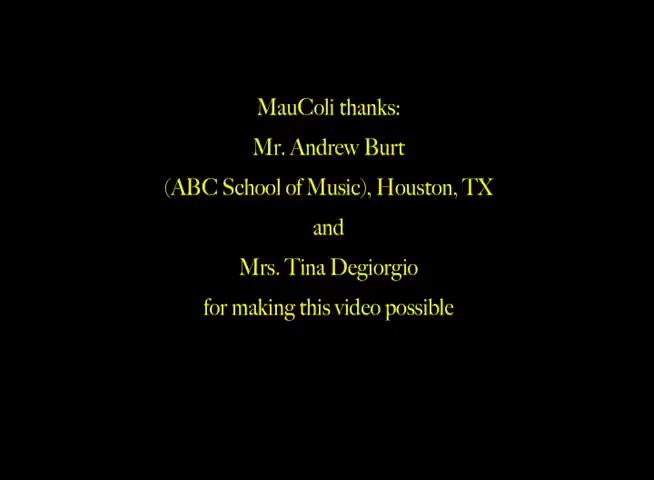 MauColi thanks:
Mr. Andrew Burt
(ABC School of Music), Houston, TX
and
Mrs. Tina Degiorgio
for making this video possible